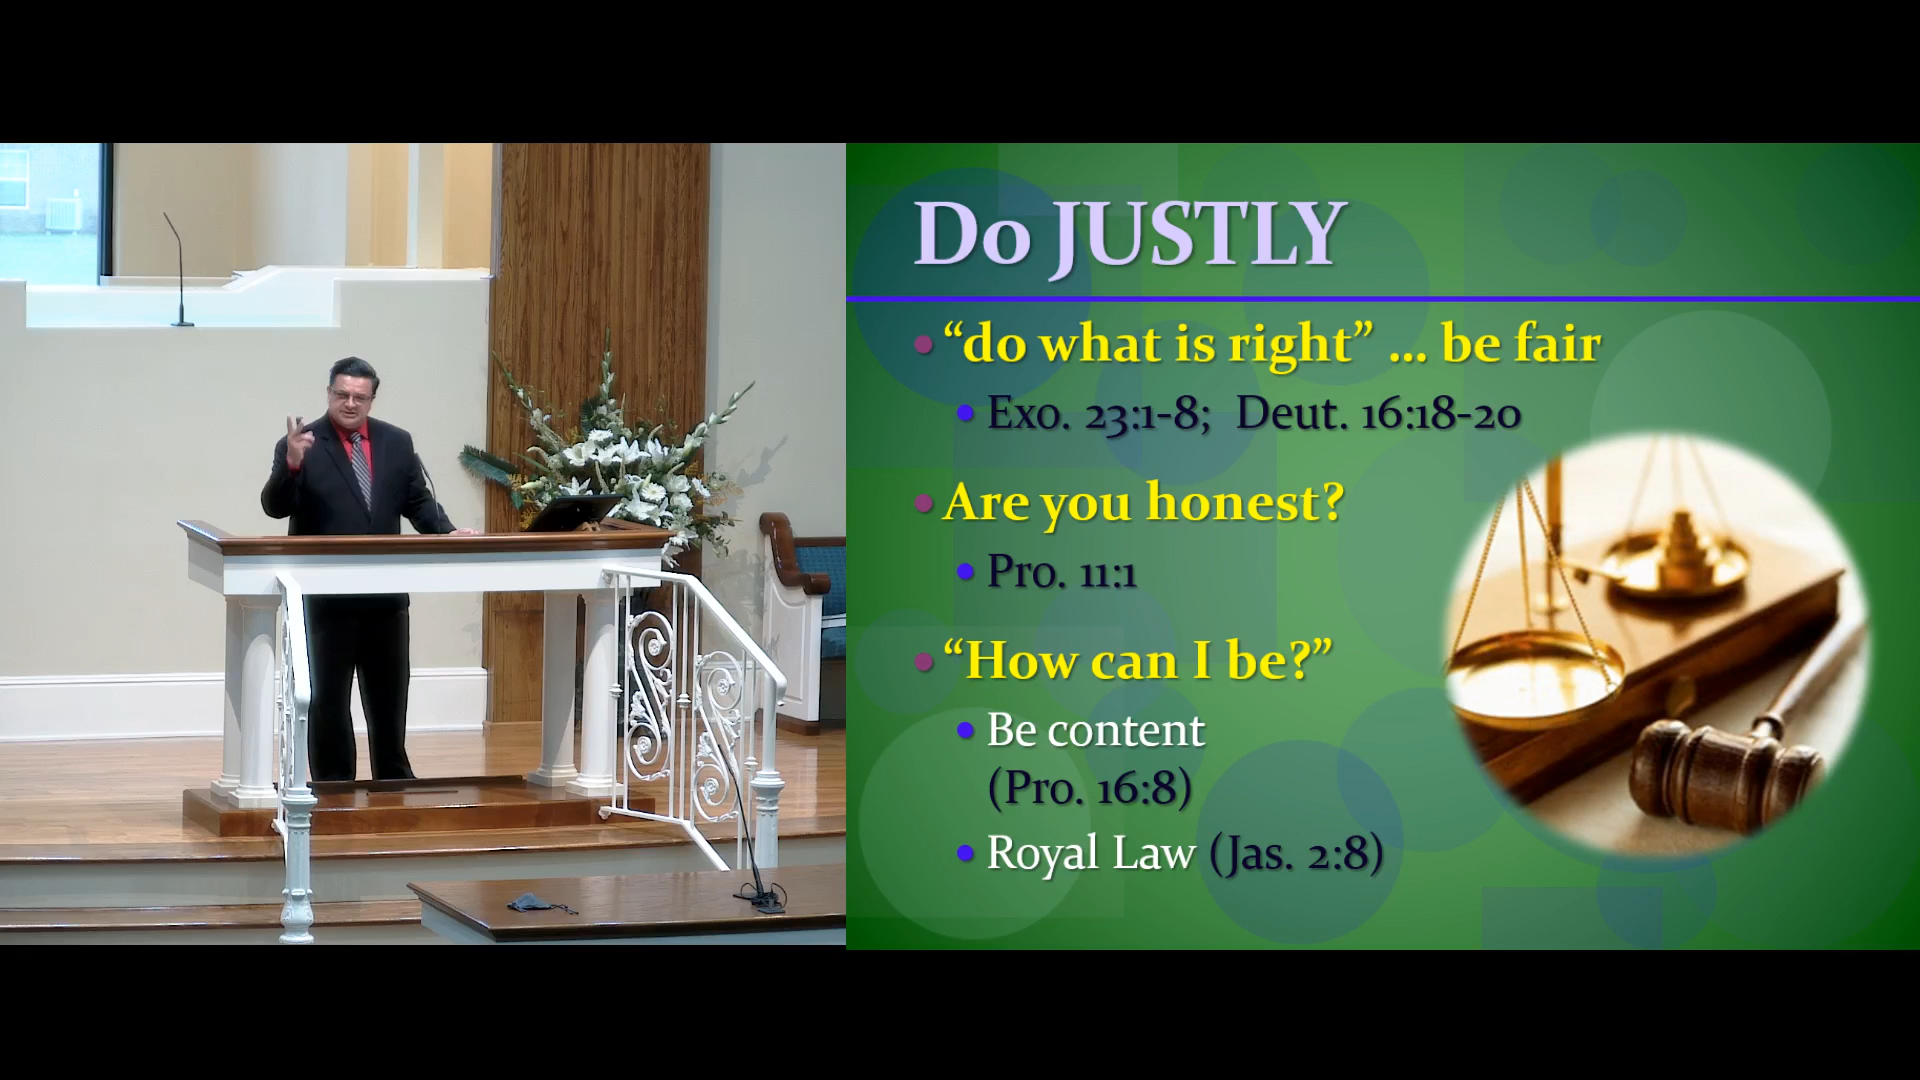 Do JUSTLY
“do what is right” ... be fair
Exo. 23:1-8; Deut. 16:18-20
Are you honest?
Pro. 11:1
“How can I be?”
Be content
(Pro. 16:8)
Royal Law (Jas. 2:8)